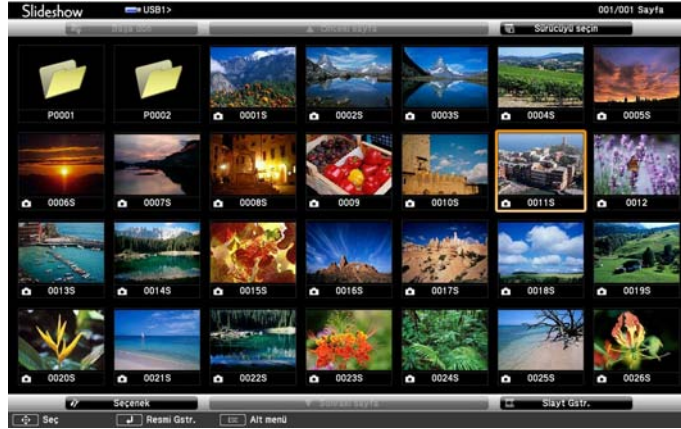 Slideshow USB1> 001/001 Sayfa
Başa dön Önceki sayfa Sürücüyü seçin
P0001 P0002 0001S 0002S 0003S 0004S 0005S
0006S 0007S 0008S 0009 0010S 0011S 0012
0013S 0014S 0015S 0016S 0017S 0018S 0019S
0020S 0021S 0022S 0023S 0024S 0025S 0026S
Seçenek Sonraki sayfa Slayt Gstr.
Seç Resmi Gstr. Esc Alt menü